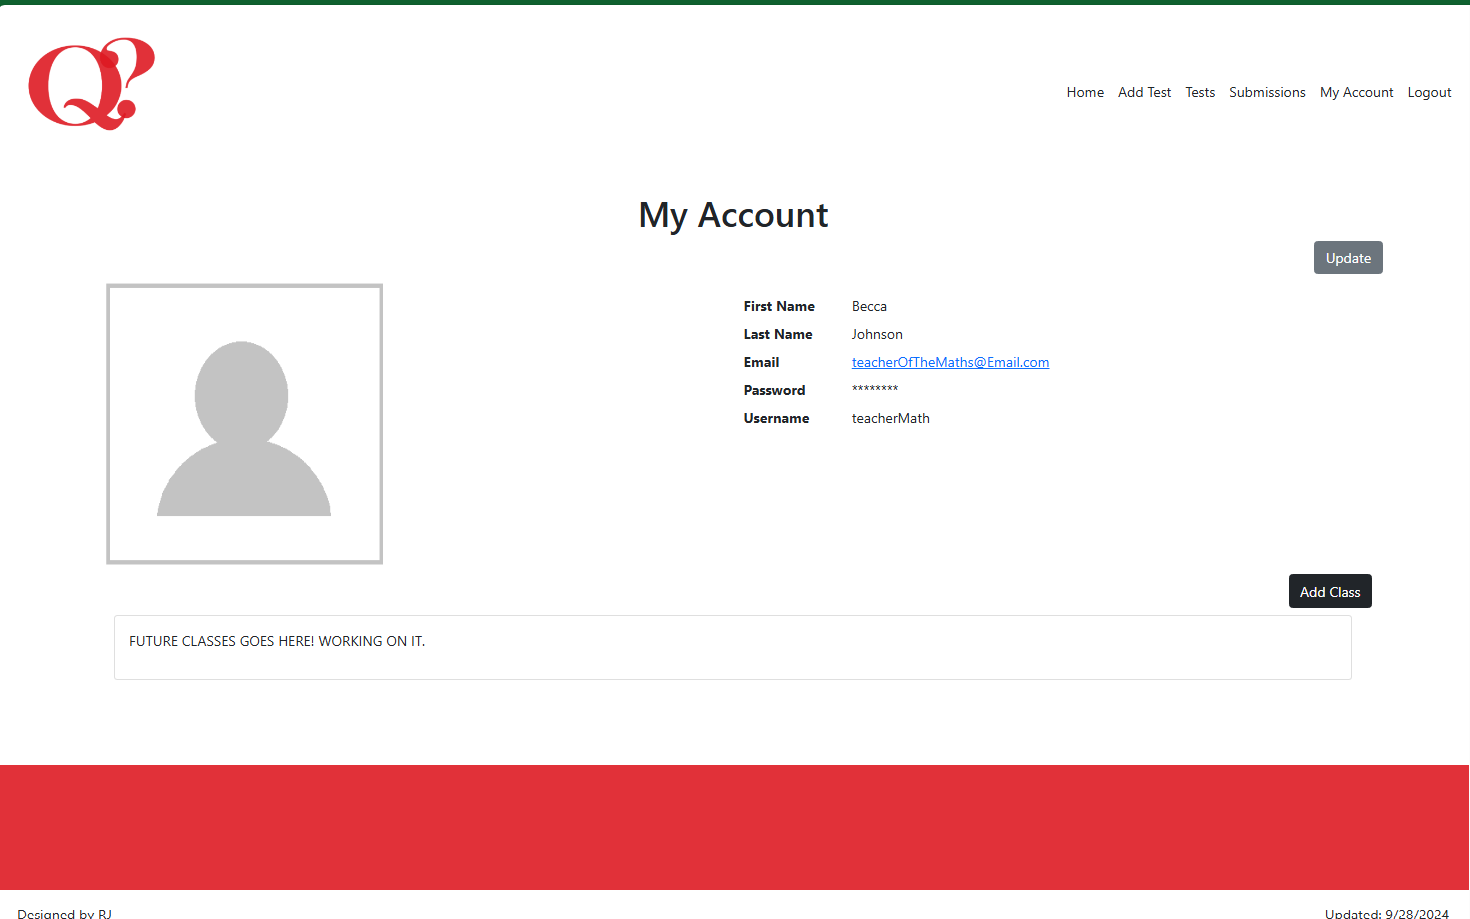 Q?
Home Add Test Tests Submissions My Account Logout
My Account
Update
First Name Becca
Last Name Johnson
Email teacherOfTheMaths@Email.com
Password ********
Username teacherMath
Add Class
FUTURE CLASSES GOES HERE! WORKING ON IT.
Designed by RJ Updated: 9/28/2024